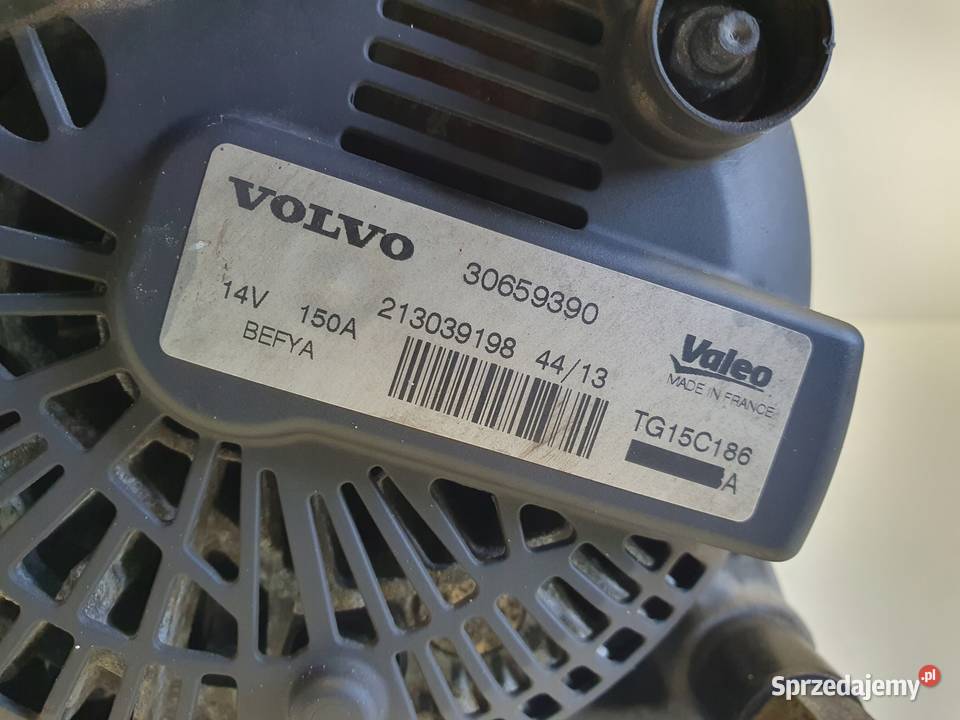 VOLVO
30659390
14V 150A 213039198 44/13
BEFYA
Valeo
MADE IN FRANCE
TG15C186
A
Sprzedajemy.pl